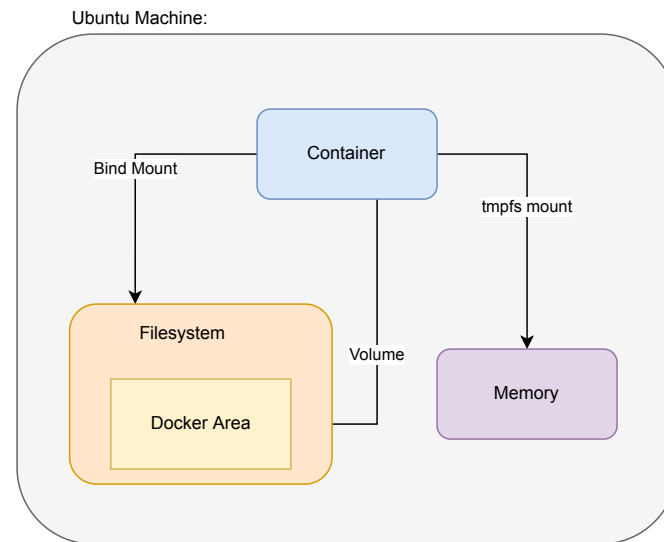 Ubuntu Machine:
Container
Bind Mount
tmpfs mount
Filesystem
Volume
Memory
Docker Area